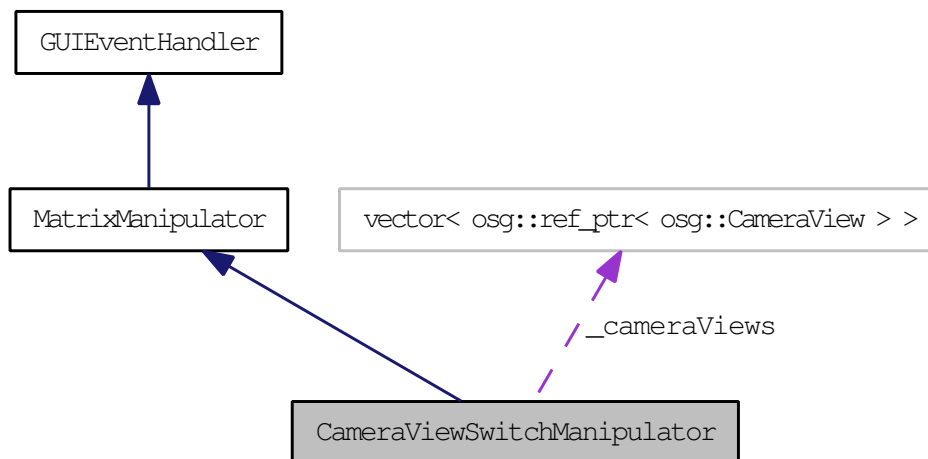 GUIEventHandler
MatrixManipulator
vector< osg::ref_ptr< osg::CameraView > >
_cameraViews
CameraViewSwitchManipulator